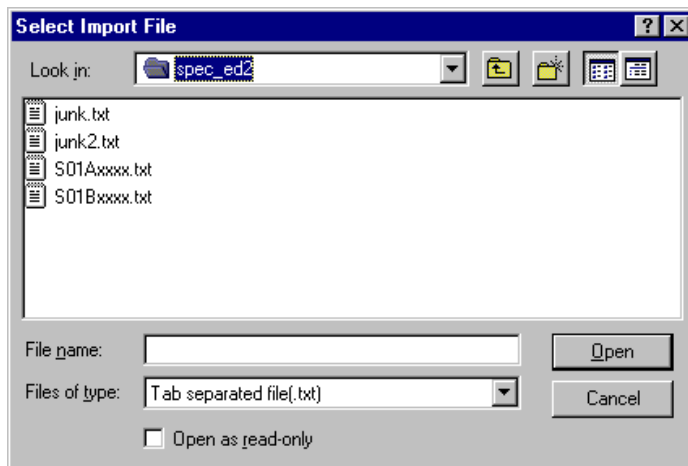 Select Import File
Look in: spec_ed2
junk.txt
junk2.txt
S01Axxxx.txt
S01Bxxxx.txt
File name: Open
Files of type: Tab separated file(.txt) Cancel
Open as read-only